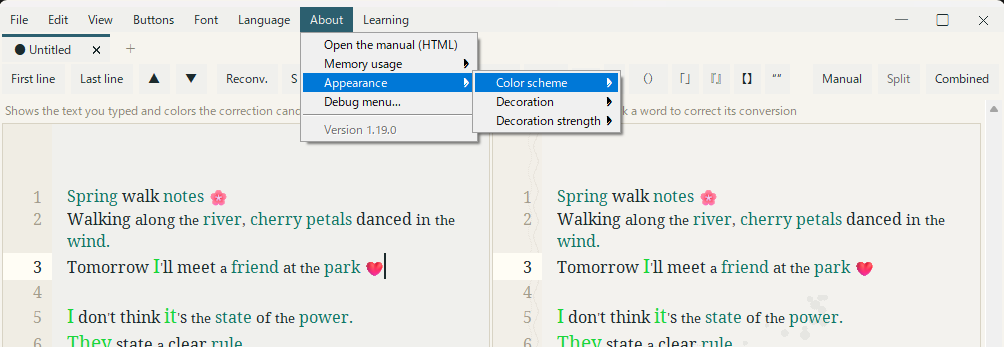 File Edit View Buttons Font Language About Learning
Untitled
First line Last line ▲ ▼ Reconv. S () 「」 『』 【】 “” Manual Split Combined
Open the manual (HTML)
Memory usage
Appearance
Debug menu...
Version 1.19.0
Color scheme
Decoration
Decoration strength
Shows the text you typed and colors the correction
a word to correct its conversion
1 Spring walk notes 🌸
2 Walking along the river, cherry petals danced in the
wind.
3 Tomorrow I'll meet a friend at the park 💗
4
5 I don't think it's the state of the power.
6 They state a clear rule
1 Spring walk notes 🌸
2 Walking along the river, cherry petals danced in the
wind.
3 Tomorrow I'll meet a friend at the park 💗
4
5 I don't think it's the state of the power.
6 They state a clear rule